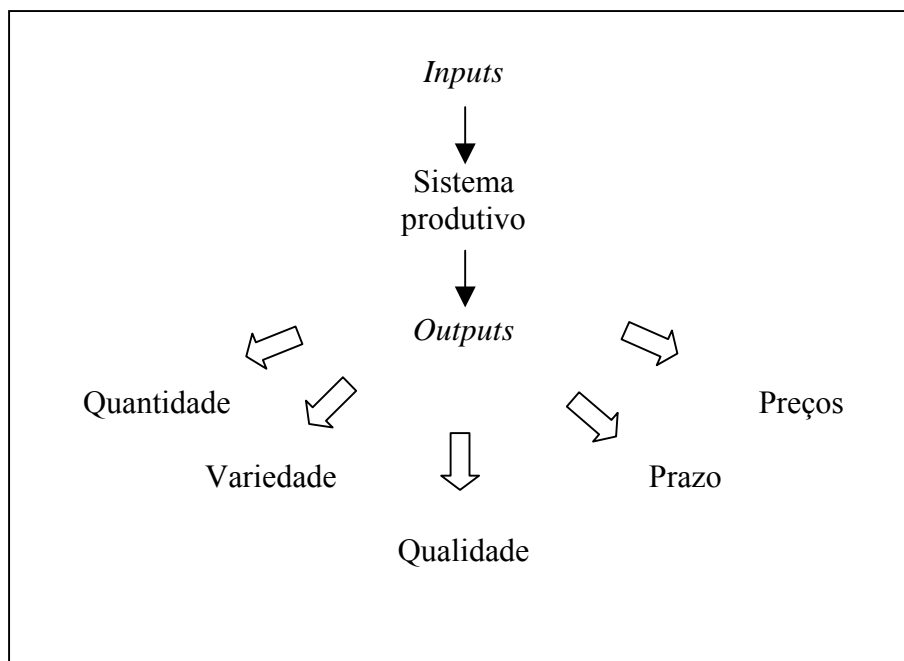 Inputs
Sistema
produtivo
Outputs
Quantidade
Preços
Variedade
Prazo
Qualidade